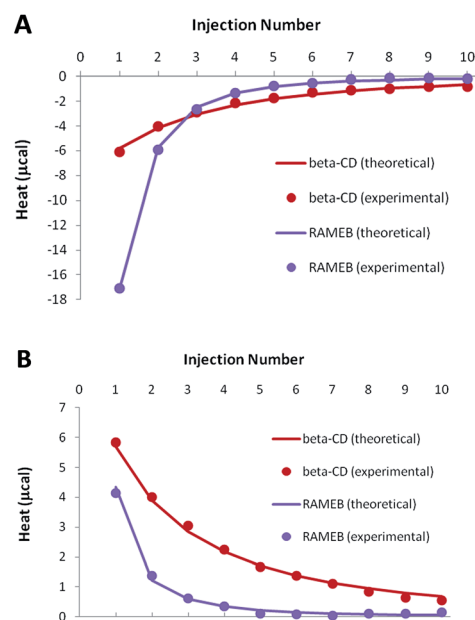 A
Injection Number
0 1 2 3 4 5 6 7 8 9 10
0
-2
-4
-6
-8
-10
-12
-14
-16
-18
Heat (µcal)
beta-CD (theoretical)
beta-CD (experimental)
RAMEB (theoretical)
RAMEB (experimental)
B
Injection Number
0 1 2 3 4 5 6 7 8 9 10
7
6
5
4
3
2
1
0
Heat (µcal)
beta-CD (theoretical)
beta-CD (experimental)
RAMEB (theoretical)
RAMEB (experimental)